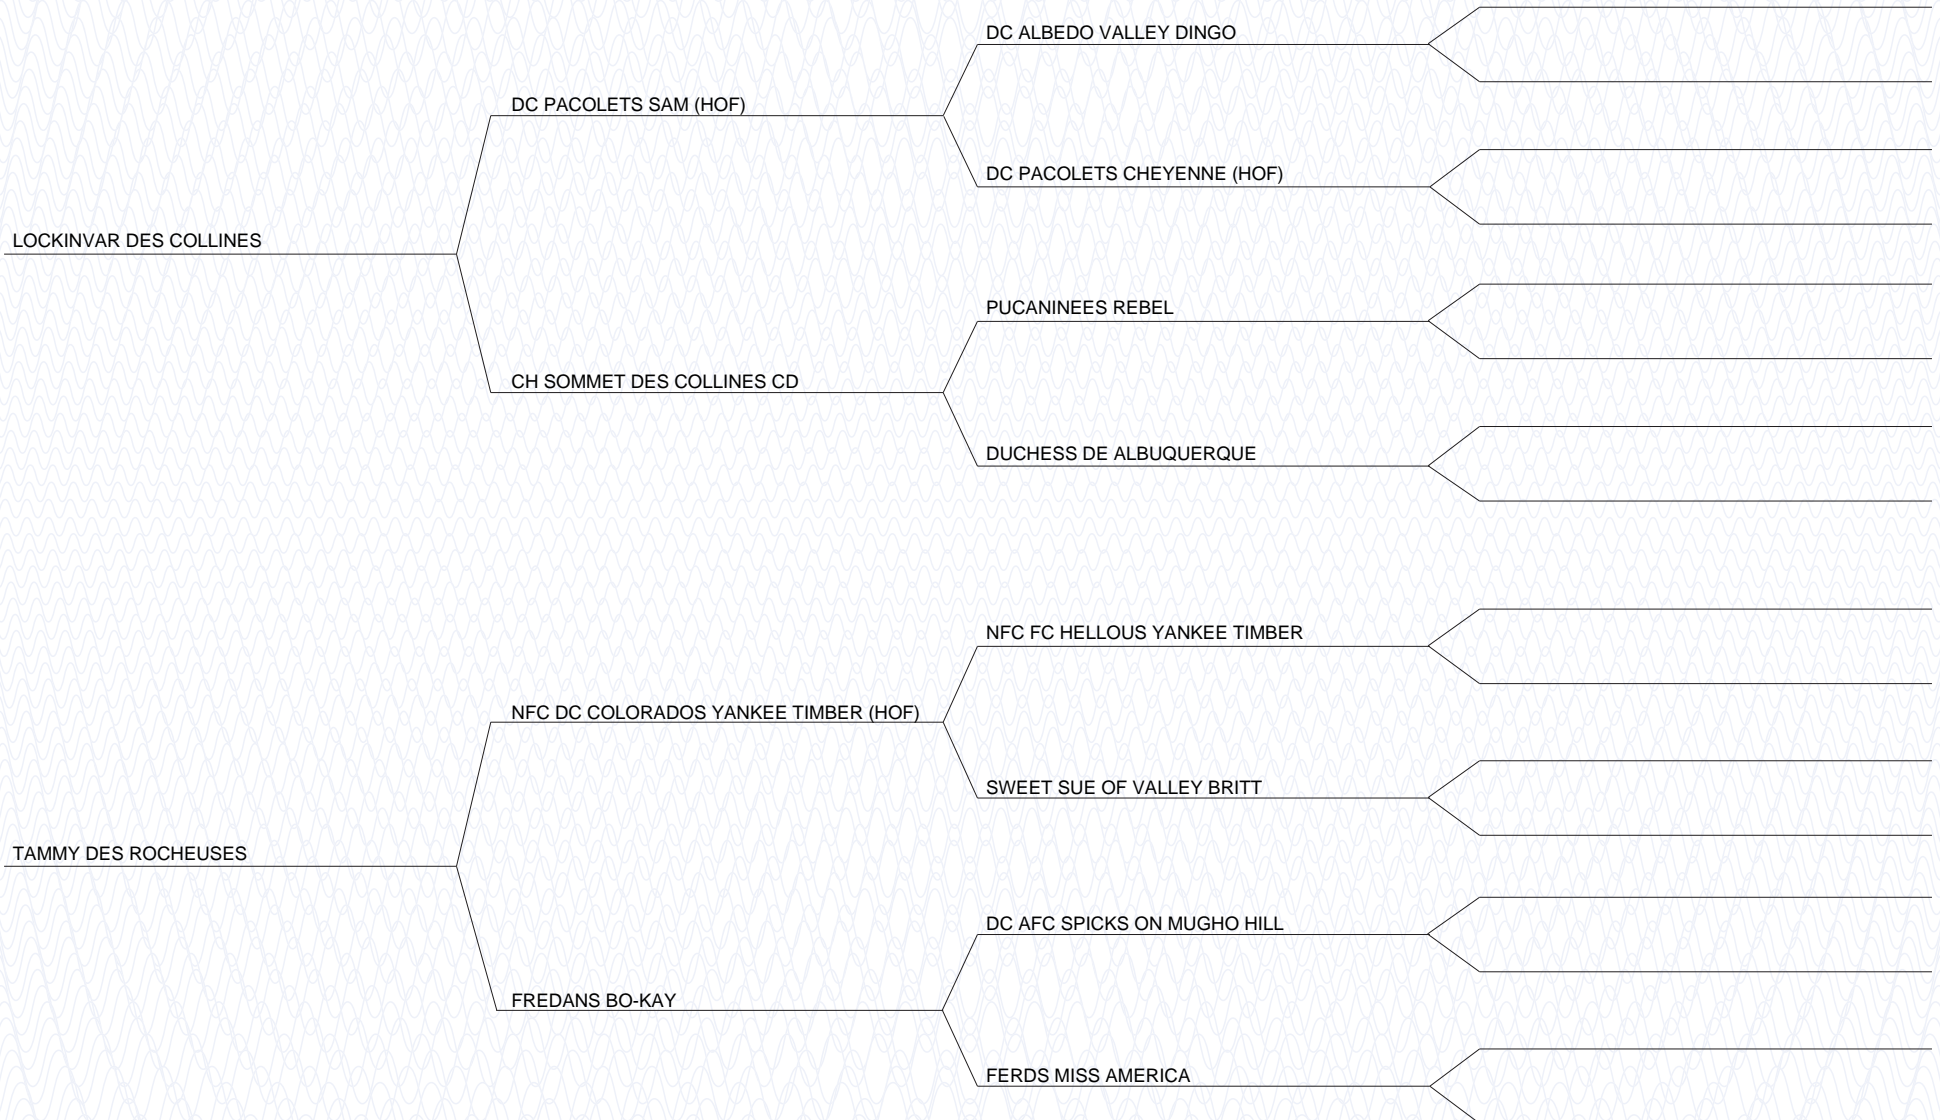 DC ALBEDO VALLEY DINGO
DC PACOLETS SAM (HOF)
DC PACOLETS CHEYENNE (HOF)
LOCKINVAR DES COLLINES
PUCANINEES REBEL
CH SOMMET DES COLLINES CD
DUCHESS DE ALBUQUERQUE
NFC FC HELLOUS YANKEE TIMBER
NFC DC COLORADOS YANKEE TIMBER (HOF)
SWEET SUE OF VALLEY BRITT
TAMMY DES ROCHEUSES
DC AFC SPICKS ON MUGHO HILL
FREDANS BO-KAY
FERDS MISS AMERICA